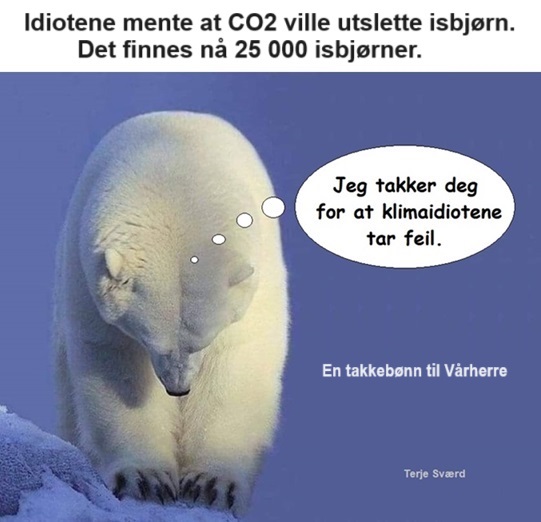 Idiotene mente at CO2 ville utslette isbjørn.
Det finnes nå 25 000 isbjørner.
Jeg takker deg
for at klimaidiotene
tar feil.
En takkebønn til Vårherre
Terje Sværd